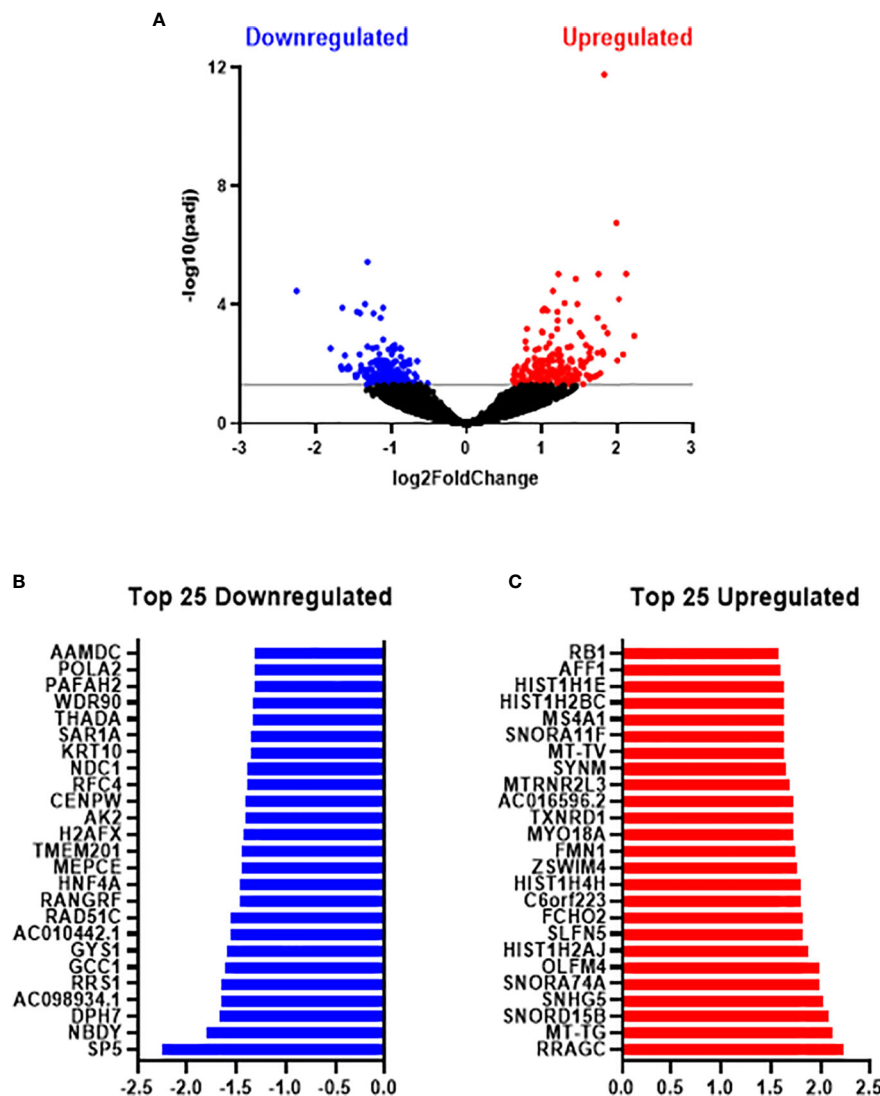 A
Downregulated Upregulated
12
8
4
0
-log10(padj)
-3 -2 -1 0 1 2 3
log2FoldChange
B
Top 25 Downregulated
AAMDC
POLA2
PAFAH2
WDR90
THADA
SAR1A
KRT10
NDC1
RFC4
CENPW
AK2
H2AFX
TMEM201
MEPCE
HNF4A
RANGRF
RAD51C
AC010442.1
GYS1
GCC1
RRS1
AC098934.1
DPH7
NBDY
SP5
-2.5 -2.0 -1.5 -1.0 -0.5 0.0
C
Top 25 Upregulated
RB1
AFF1
HIST1H1E
HIST1H2BC
MS4A1
SNORA11F
MT-TV
SYNM
MTRNR2L3
AC016596.2
TXNRD1
MYO18A
FMN1
ZSWIM4
HIST1H4H
C6orf223
FCHO2
SLFN5
HIST1H2AJ
OLFM4
SNORA74A
SNHG5
SNORD15B
MT-TG
RRAGC
0.0 0.5 1.0 1.5 2.0 2.5